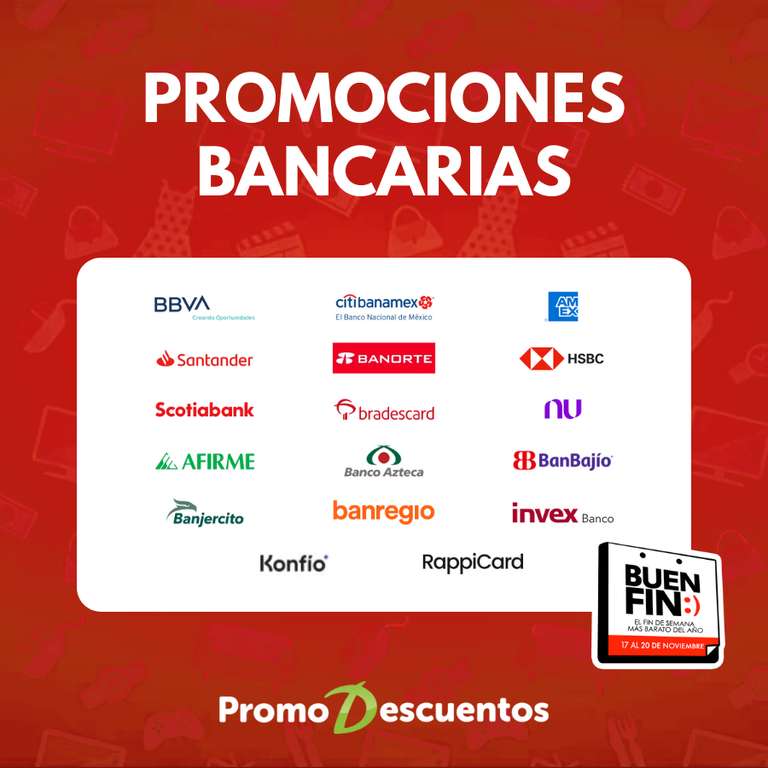 PROMOCIONES
BANCARIAS
BBVA
Creando Oportunidades
citibanamex
El Banco Nacional de México
AM
EX
Santander
BANORTE
HSBC
Scotiabank
bradescard
nu
AFIRME
Banco Azteca
BanBajío
Banjercito
banregio
invex Banco
Konfío
RappiCard
BUEN
FIN:)
EL FIN DE SEMANA
MÁS BARATO DEL AÑO
17 AL 20 DE NOVIEMBRE
PromoDescuentos